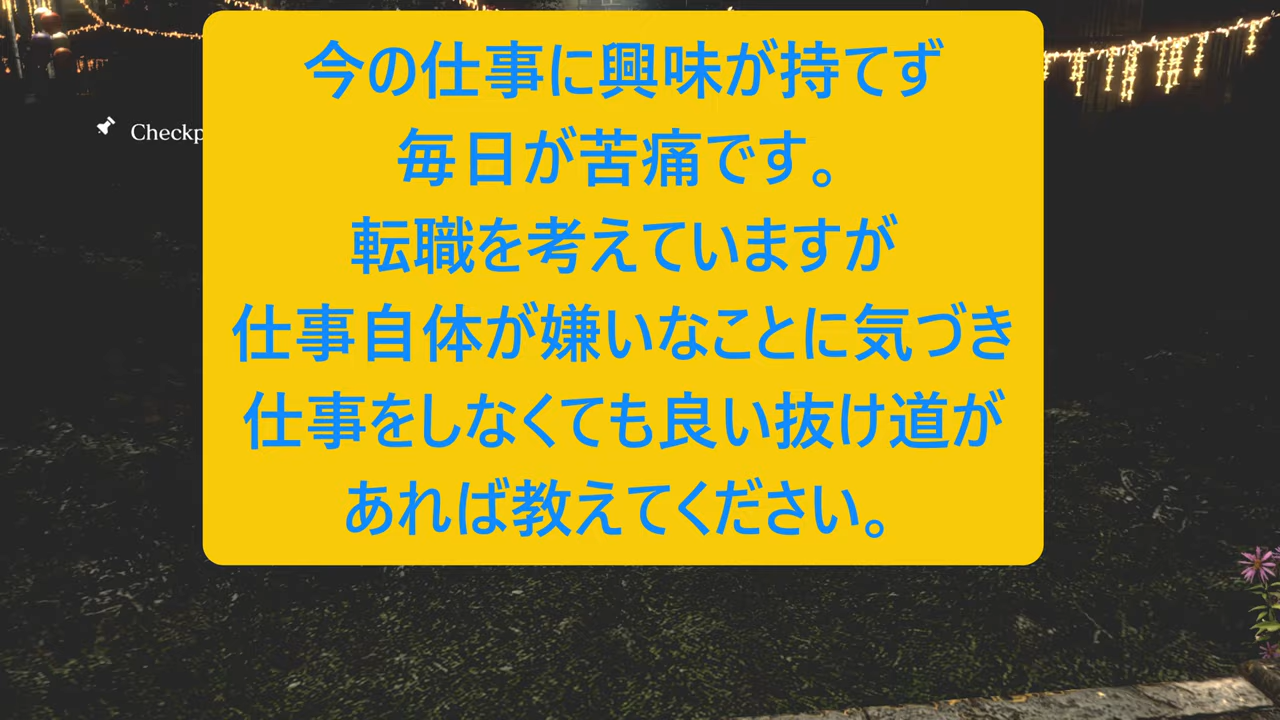 今の仕事に興味が持てず
毎日が苦痛です。
転職を考えていますが
仕事自体が嫌いなことに気づき
仕事をしなくても良い抜け道が
あれば教えてください。